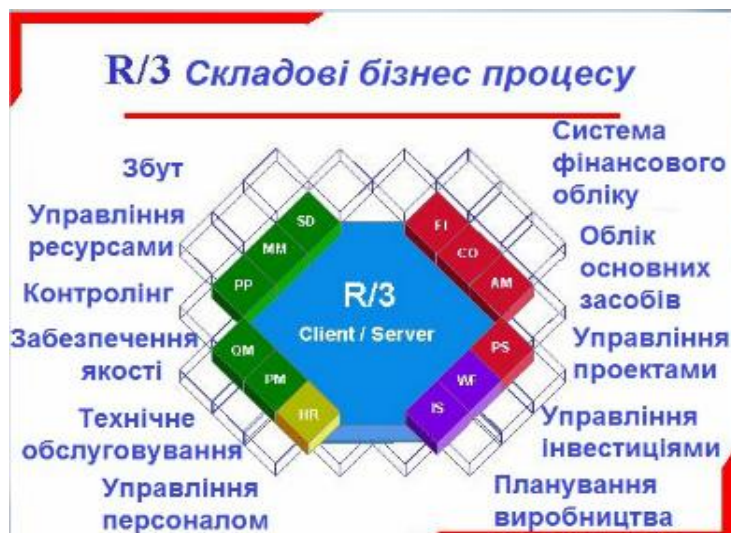 R/3 Складові бізнес процесу
Збут
Управління
ресурсами
Контролінг
Забезпечення
якості
Технічне
обслуговування
Управління
персоналом
SD
MM
PP
QM
PM
HR
R/3
Client / Server
FI
CO
AM
PS
WF
IS
Система
фінансового
обліку
Облік
основних
засобів
Управління
проектами
Управління
інвестиціями
Планування
виробництва